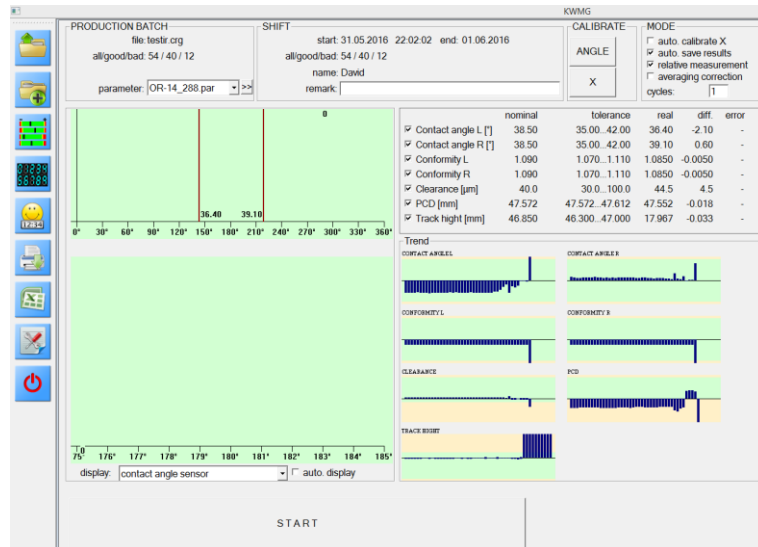 KWMG
PRODUCTION BATCH
file: testir.crg
all/good/bad: 54 / 40 / 12
parameter: OR-14_288.par >>
SHIFT
start: 31.05.2016 22:02:02 end: 01.06.2016
all/good/bad: 54 / 40 / 12
name: David
remark:
CALIBRATE
ANGLE
X
MODE
auto. calibrate X
auto. save results
relative measurement
averaging correction
cycles: 1
0
36.40 39.10
0° 30° 60° 90° 120° 150° 180° 210° 240° 270° 300° 330° 360°
nominal tolerance real diff. error
Contact angle L [°] 38.50 35.00...42.00 36.40 -2.10 -
Contact angle R [°] 38.50 35.00...42.00 39.10 0.60 -
Conformity L 1.090 1.070...1.110 1.0850 -0.0050 -
Conformity R 1.090 1.070...1.110 1.0850 -0.0050 -
Clearance [µm] 40.0 30.0...100.0 44.5 4.5 -
PCD [mm] 47.572 47.572...47.612 47.552 -0.018 -
Track hight [mm] 46.850 46.300...47.000 17.967 -0.033 -
Trend
CONTACT ANGLE L
CONTACT ANGLE R
CONFORMITY L
CONFORMITY R
CLEARANCE
PCD
TRACK HIGHT
0
75° 176° 177° 178° 179° 180° 181° 182° 183° 184° 185°
display: contact angle sensor auto. display
START
12:34